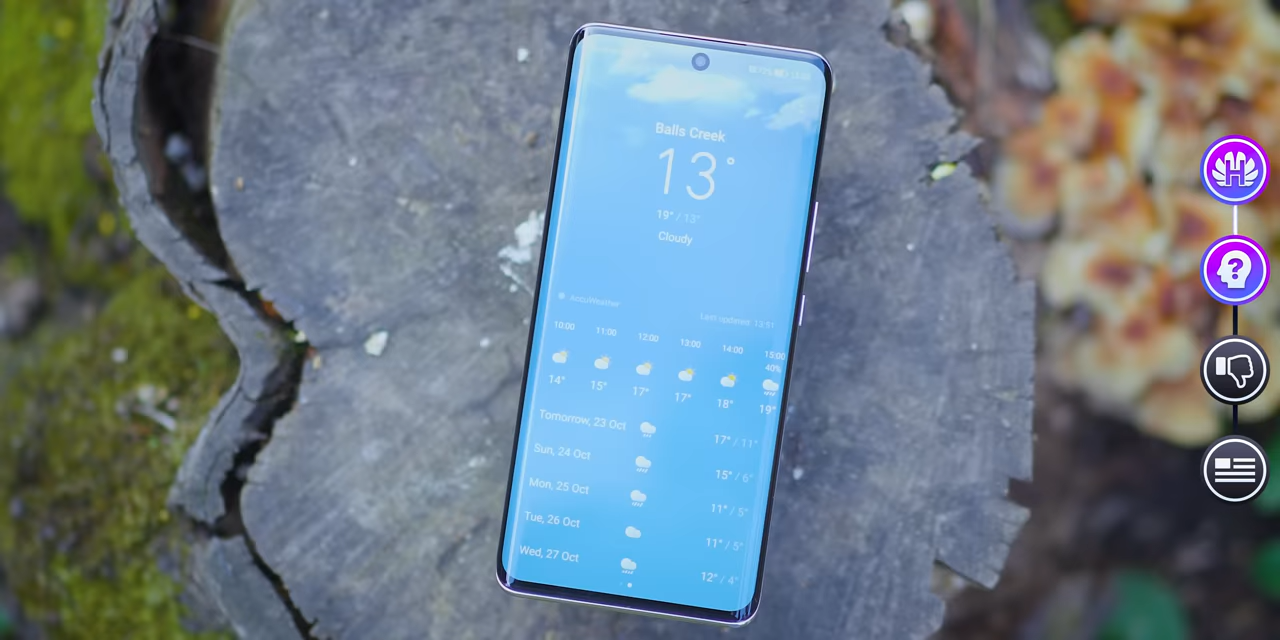 Balls Creek
13°
19° / 13°
Cloudy
AccuWeather
Last updated 13:51
10:00 11:00 12:00 13:00 14:00 15:00
40%
14° 15° 17° 17° 18° 19°
Tomorrow, 23 Oct 17° / 11°
Sun, 24 Oct 15° / 6°
Mon, 25 Oct 11° / 5°
Tue, 26 Oct 11° / 5°
Wed, 27 Oct 12° / 4°
H
?